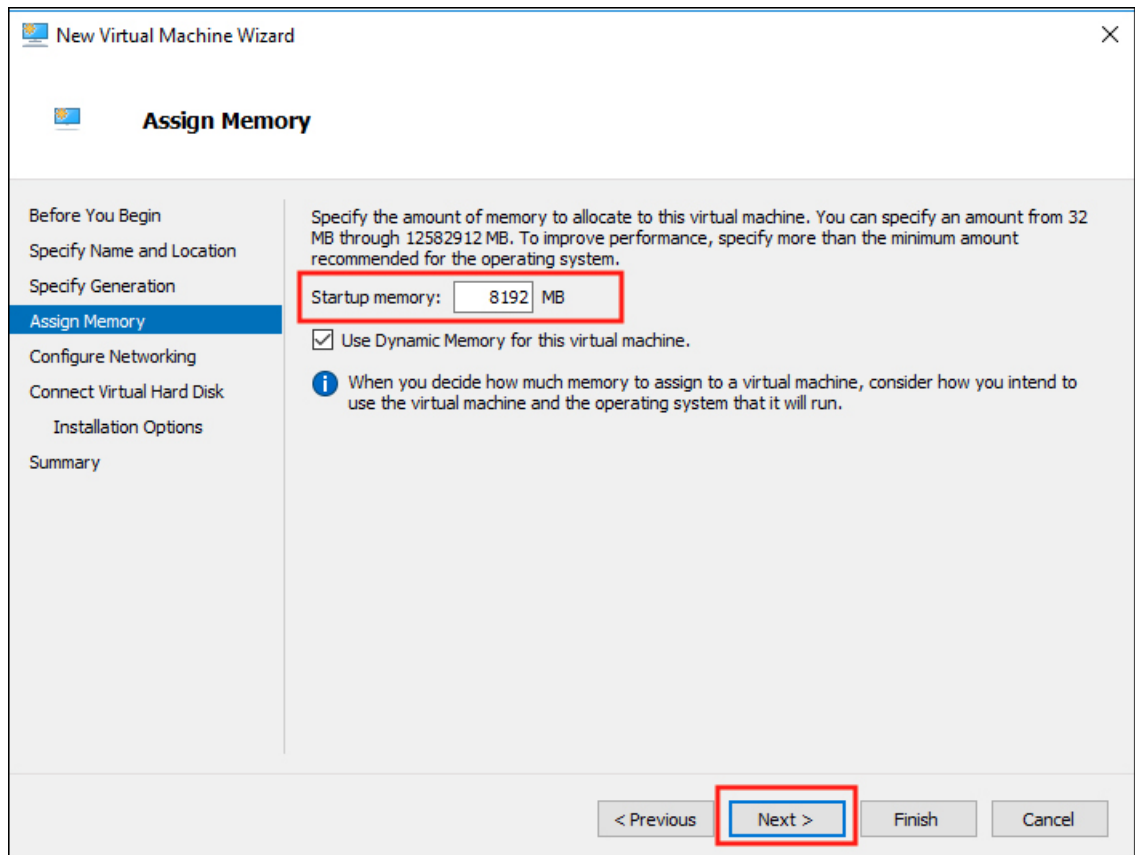 New Virtual Machine Wizard
Assign Memory
Before You Begin
Specify Name and Location
Specify Generation
Assign Memory
Configure Networking
Connect Virtual Hard Disk
Installation Options
Summary
Specify the amount of memory to allocate to this virtual machine. You can specify an amount from 32
MB through 12582912 MB. To improve performance, specify more than the minimum amount
recommended for the operating system.
Startup memory: 8192 MB
Use Dynamic Memory for this virtual machine.
When you decide how much memory to assign to a virtual machine, consider how you intend to
use the virtual machine and the operating system that it will run.
< Previous Next > Finish Cancel